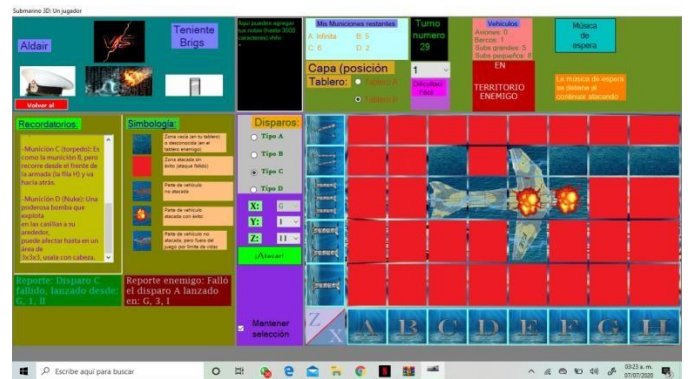 Submarino 3D: Un jugador
Aldair
VS
Teniente
Brigs
Volver al
Aqui puedes agregar
tus notas (hasta 3000
caracteres) Aldair
Mis Municiones restantes
A: Infinita B: 5
C: 6 D: 2
Capa (posición
Tablero:
Tablero A
Tablero B
Turno
numero
29
1
Dificultad:
Fácil
Vehículos
Aviones: 0
Barcos: 1
Subs grandes: 5
Subs pequeños: 8
EN
TERRITORIO
ENEMIGO
Música
de
espera
La música de espera
se detiene al
continuar atacando
Recordatorios:
-Munición C (torpedo): Es
como la munición B, pero
recorre desde el frente de
la armada (la fila H) y va
hacia atrás.
-Munición D (Nuke): Una
poderosa bomba que
explota
en las casillas a su
alrededor,
puede afectar hasta en un
área de
3x3x3, usala con cabeza.
Simbología:
Zona vacía (en tu tablero)
o desconocida (en el
tablero enemigo)
Zona atacada sin
éxito (ataque fallido)
Parte de vehículo
no atacada
Parte de vehículo
atacada con éxito
Parte de vehículo no
atacada, pero fuera del
juego por límite de vidas
Disparos:
Tipo A
Tipo B
Tipo C
Tipo D
X: G
Y: 1
Z: II
¡Atacar!
Mantener
selección
Reporte: Disparo C
fallido, lanzado desde:
G, 1, II
Reporte enemigo: Falló
el disparo A lanzado
en: G, 3, I
Z
X
A B C D E F G H
Escribe aquí para buscar
03:23 a. m.
07/07/2020